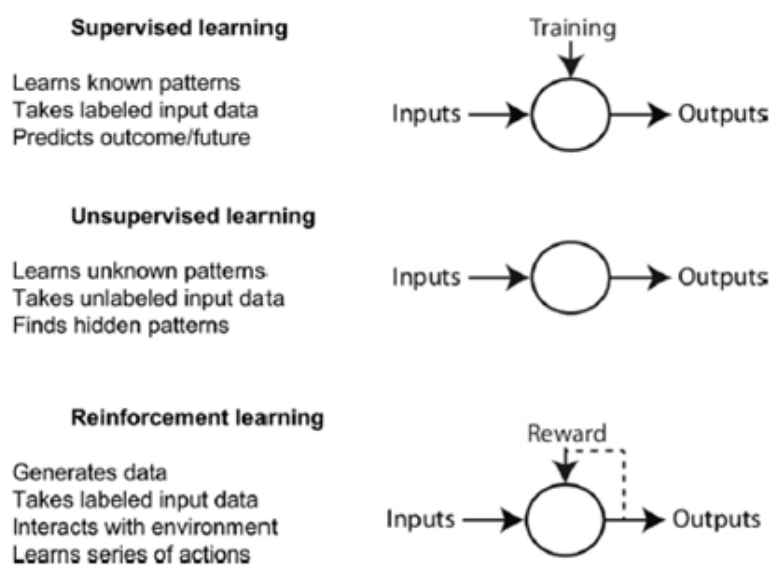 Supervised learning
Learns known patterns
Takes labeled input data
Predicts outcome/future
Training
Inputs
Outputs
Unsupervised learning
Learns unknown patterns
Takes unlabeled input data
Finds hidden patterns
Inputs
Outputs
Reinforcement learning
Generates data
Takes labeled input data
Interacts with environment
Learns series of actions
Reward
Inputs
Outputs